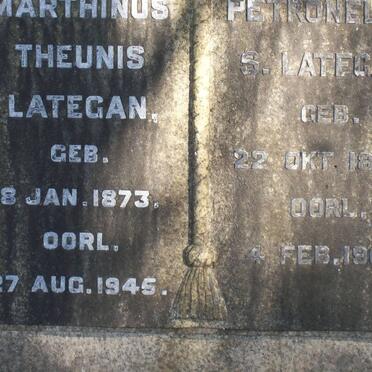 MARTHINUS
THEUNIS
LATEGAN.
GEB.
8 JAN. 1873.
OORL.
27 AUG. 1945.
S. LATEG
GEB.
22 OKT. 18
OORL.
4 FEB. 19